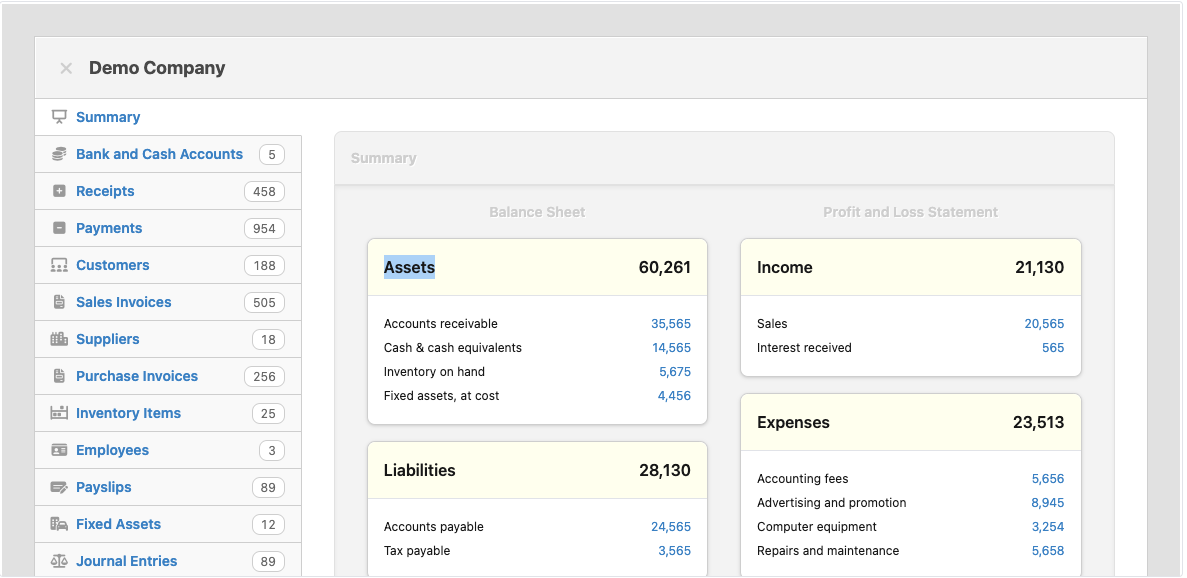 Demo Company
Summary
Bank and Cash Accounts 5
Receipts 458
Payments 954
Customers 188
Sales Invoices 505
Suppliers 18
Purchase Invoices 256
Inventory Items 25
Employees 3
Payslips 89
Fixed Assets 12
Journal Entries 89
Summary
Balance Sheet
Assets 60,261
Accounts receivable 35,565
Cash & cash equivalents 14,565
Inventory on hand 5,675
Fixed assets, at cost 4,456
Liabilities 28,130
Accounts payable 24,565
Tax payable 3,565
Profit and Loss Statement
Income 21,130
Sales 20,565
Interest received 565
Expenses 23,513
Accounting fees 5,656
Advertising and promotion 8,945
Computer equipment 3,254
Repairs and maintenance 5,658